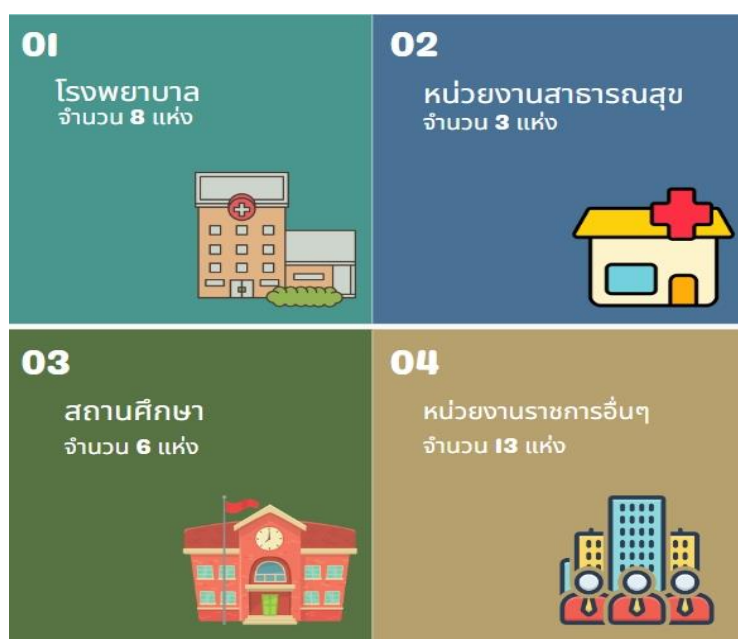 01
โรงพยาบาล
จำนวน 8 แห่ง
02
หน่วยงานสาธารณสุข
จำนวน 3 แห่ง
03
สถานศึกษา
จำนวน 6 แห่ง
04
หน่วยงานราชการอื่นๆ
จำนวน 13 แห่ง